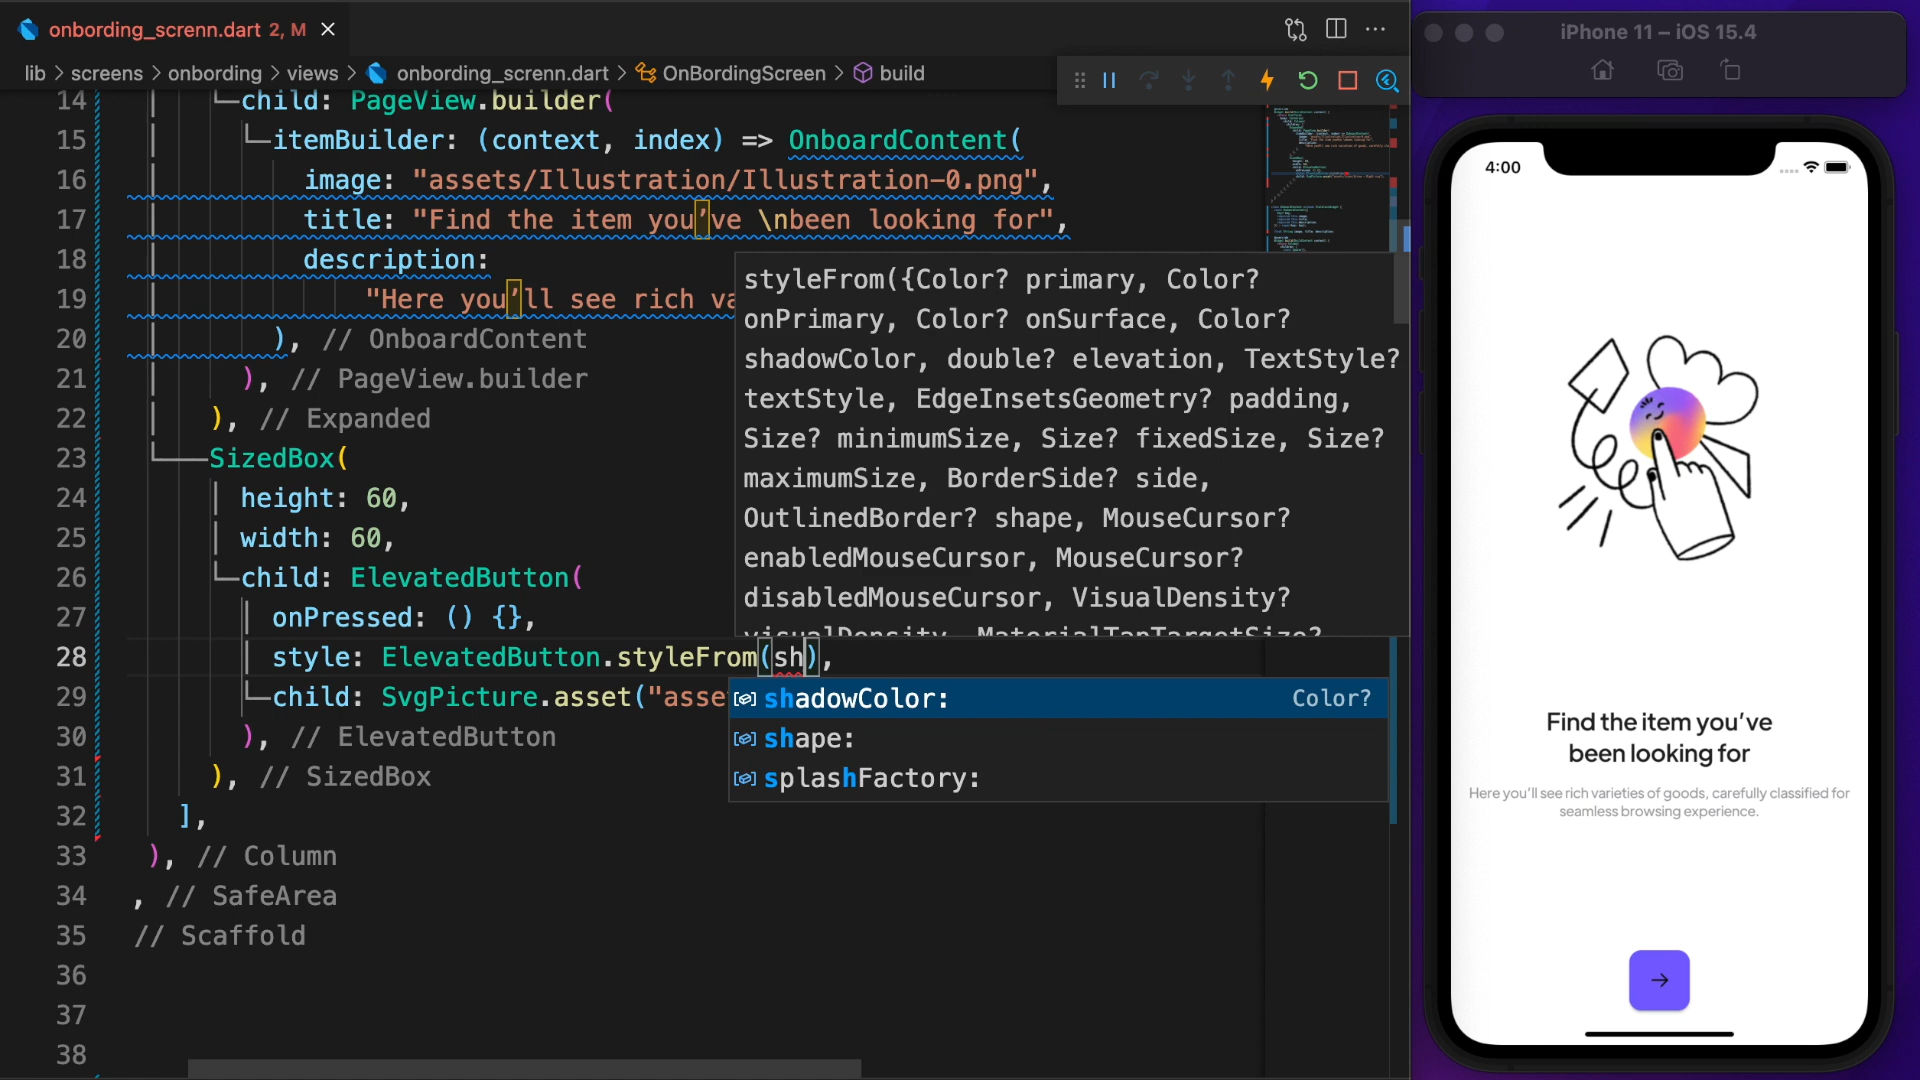 onbording_screnn.dart 2, M
lib > screens > onbording > views > onbording_screnn.dart > OnBordingScreen > build
14 child: PageView.builder(
15 itemBuilder: (context, index) => OnboardContent(
16 image: "assets/Illustration/Illustration-0.png",
17 title: "Find the item you’ve \nbeen looking for",
18 description:
19 "Here you’ll see rich va
20 ), // OnboardContent
21 ), // PageView.builder
22 ), // Expanded
23 SizedBox(
24 height: 60,
25 width: 60,
26 child: ElevatedButton(
27 onPressed: () {},
28 style: ElevatedButton.styleFrom(sh),
29 child: SvgPicture.asset("asse
30 ), // ElevatedButton
31 ), // SizedBox
32 ],
33 ), // Column
34 , // SafeArea
35 // Scaffold
36
37
38
styleFrom({Color? primary, Color?
onPrimary, Color? onSurface, Color?
shadowColor, double? elevation, TextStyle?
textStyle, EdgeInsetsGeometry? padding,
Size? minimumSize, Size? fixedSize, Size?
maximumSize, BorderSide? side,
OutlinedBorder? shape, MouseCursor?
enabledMouseCursor, MouseCursor?
disabledMouseCursor, VisualDensity?
visualDensity, MaterialTapTargetSize?
shadowColor: Color?
shape:
splashFactory:
iPhone 11 – iOS 15.4
4:00
Find the item you’ve
been looking for
Here you’ll see rich varieties of goods, carefully classified for
seamless browsing experience.